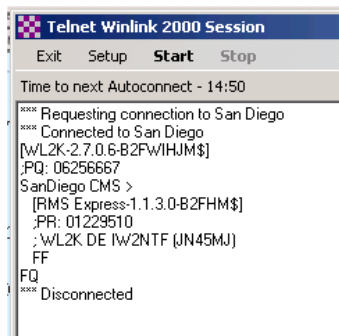 Telnet Winlink 2000 Session
Exit Setup Start Stop
Time to next Autoconnect - 14:50
*** Requesting connection to San Diego
*** Connected to San Diego
[WL2K-2.7.0.6-B2FWIHJM$]
;PQ: 06256667
SanDiego CMS >
[RMS Express-1.1.3.0-B2FHM$]
;PR: 01229510
; WL2K DE IW2NTF (JN45MJ)
FF
FQ
*** Disconnected